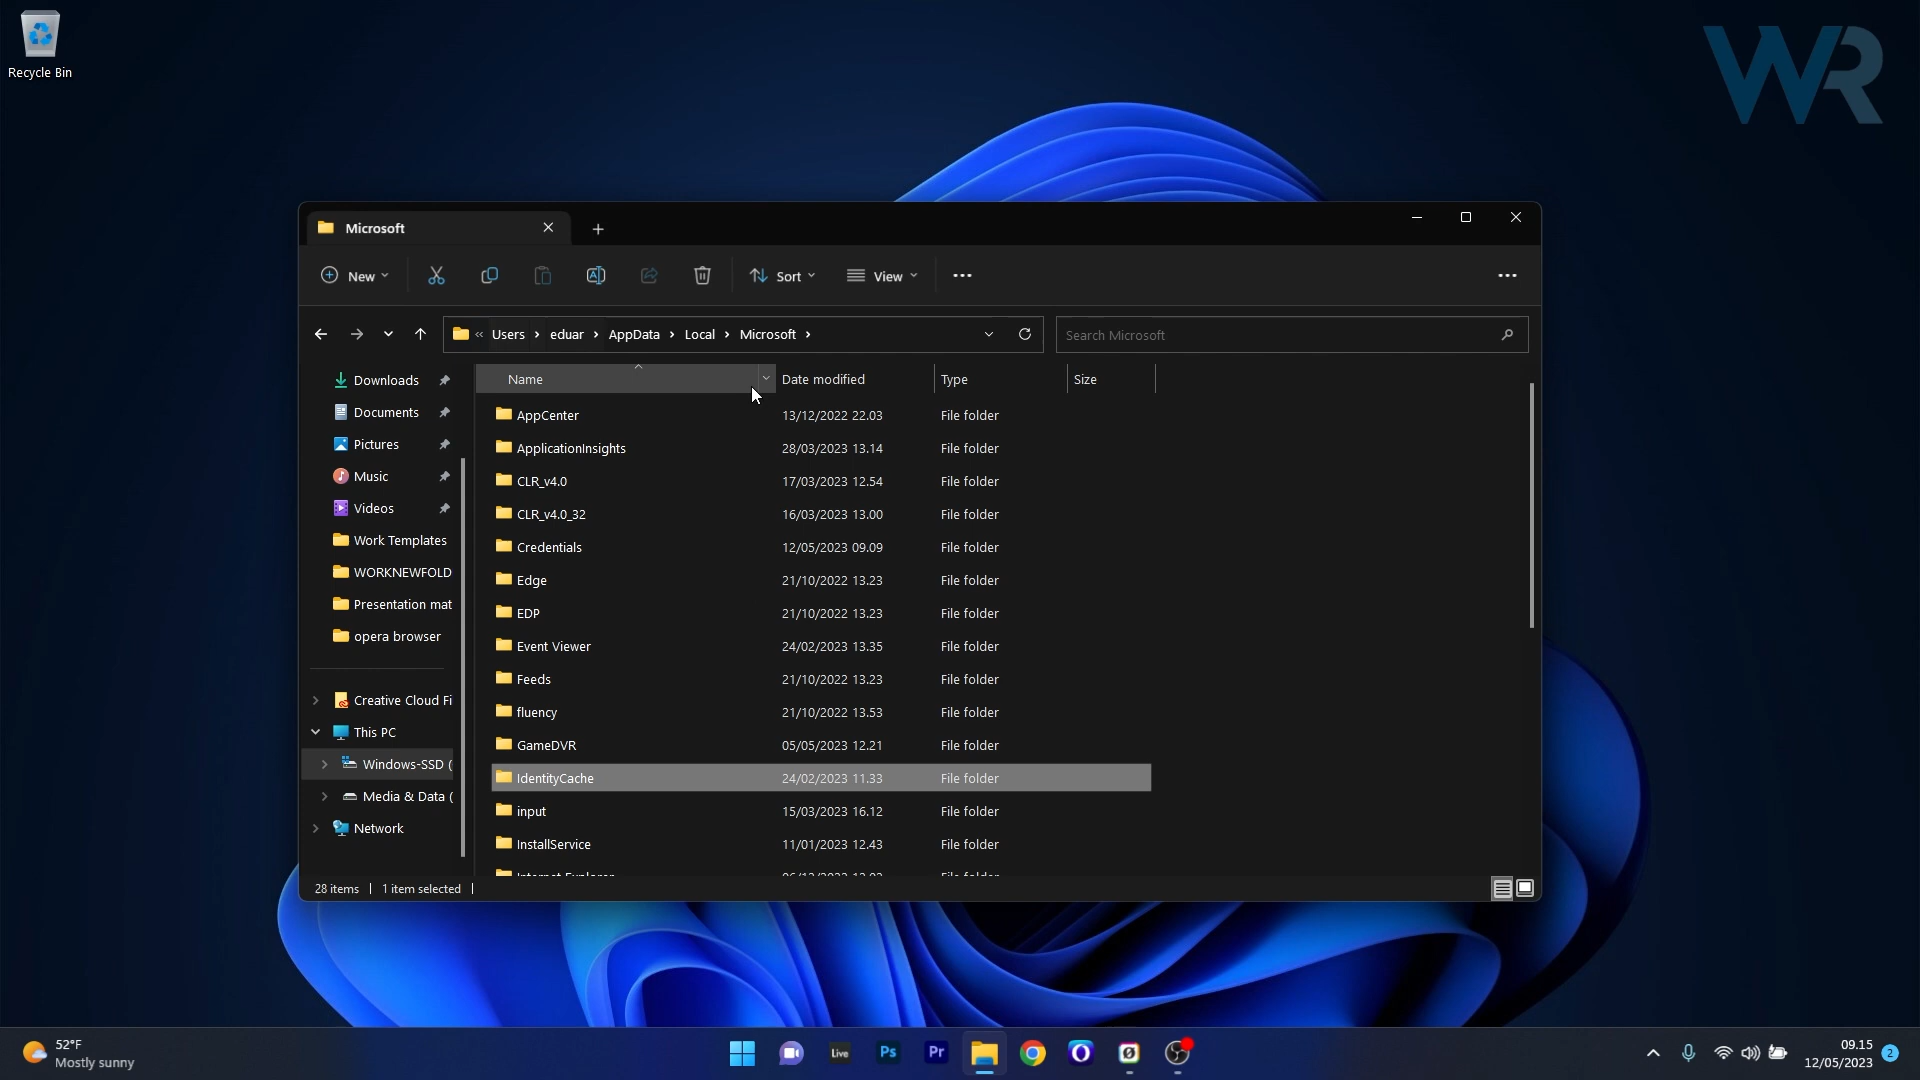 Recycle Bin
WR
Microsoft
New
Sort
View
« Users > eduar > AppData > Local > Microsoft >
Search Microsoft
Name Date modified Type Size
Downloads
Documents
Pictures
Music
Videos
Work Templates
WORKNEWFOLD
Presentation mat
opera browser
Creative Cloud Fi
This PC
Windows-SSD (
Media & Data (
Network
AppCenter 13/12/2022 22.03 File folder
ApplicationInsights 28/03/2023 13.14 File folder
CLR_v4.0 17/03/2023 12.54 File folder
CLR_v4.0_32 16/03/2023 13.00 File folder
Credentials 12/05/2023 09.09 File folder
Edge 21/10/2022 13.23 File folder
EDP 21/10/2022 13.23 File folder
Event Viewer 24/02/2023 13.35 File folder
Feeds 21/10/2022 13.23 File folder
fluency 21/10/2022 13.53 File folder
GameDVR 05/05/2023 12.21 File folder
IdentityCache 24/02/2023 11.33 File folder
input 15/03/2023 16.12 File folder
InstallService 11/01/2023 12.43 File folder
28 items 1 item selected
52°F
Mostly sunny
Live
Ps
Pr
09.15
12/05/2023
2